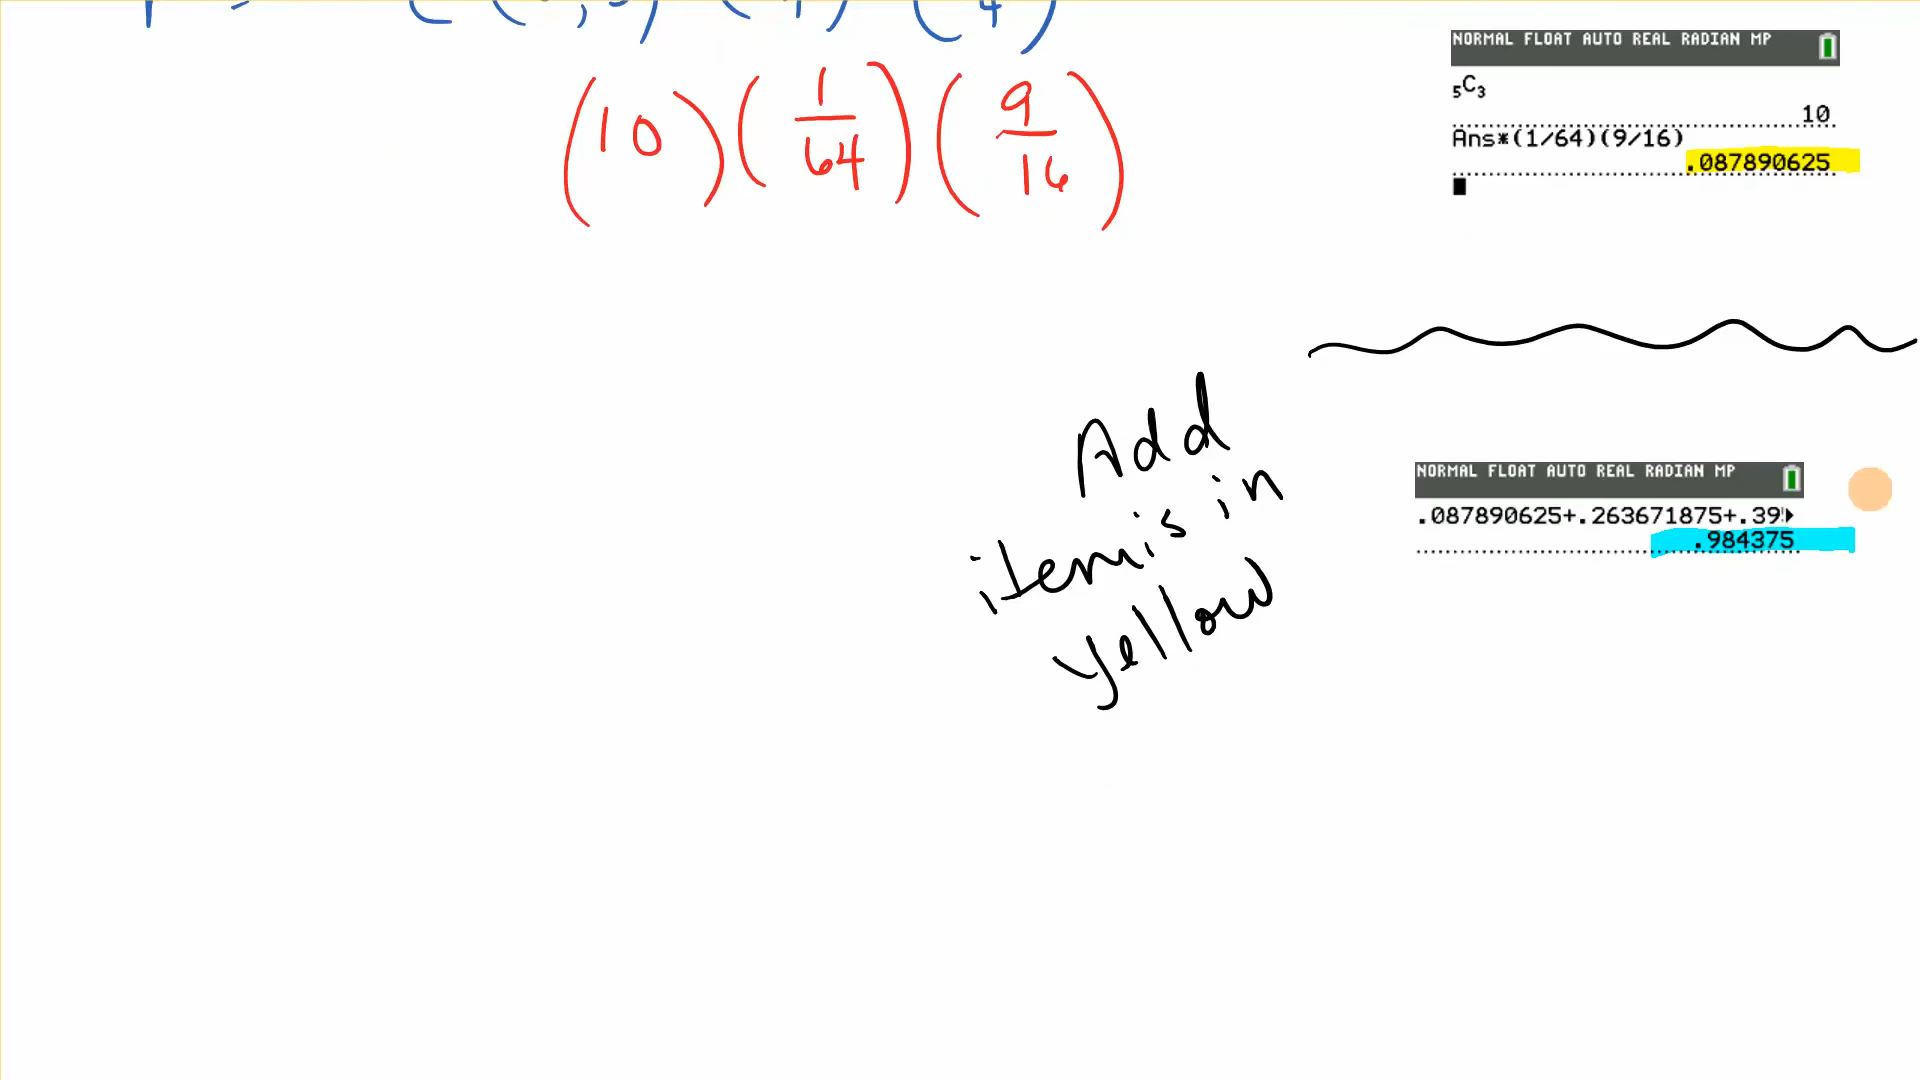 (10) (1/64) (9/16)
NORMAL FLOAT AUTO REAL RADIAN MP
5C3
10
Ans*(1/64)(9/16)
.087890625
Add
items in
yellow
NORMAL FLOAT AUTO REAL RADIAN MP
.087890625+.263671875+.39
.984375